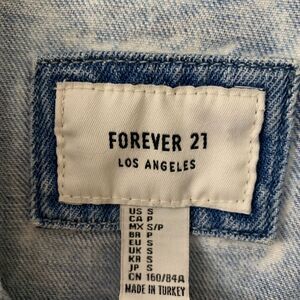 FOREVER 21
LOS ANGELES
US S
CA P
MX S/P
BR P
EU S
UK S
KR S
JP S
CN 160/84A
MADE IN TURKEY